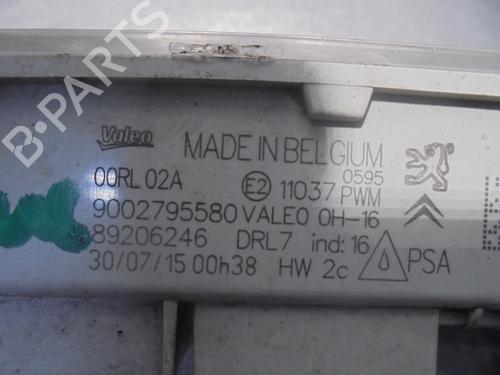 B-PARTS
Valeo MADE IN BELGIUM
00RL 02A E2 11037 PWM 0595
9002795580 VALEO 0H-16
89206246 DRL7 ind: 16
30/07/15 00h38 HW 2c PSA